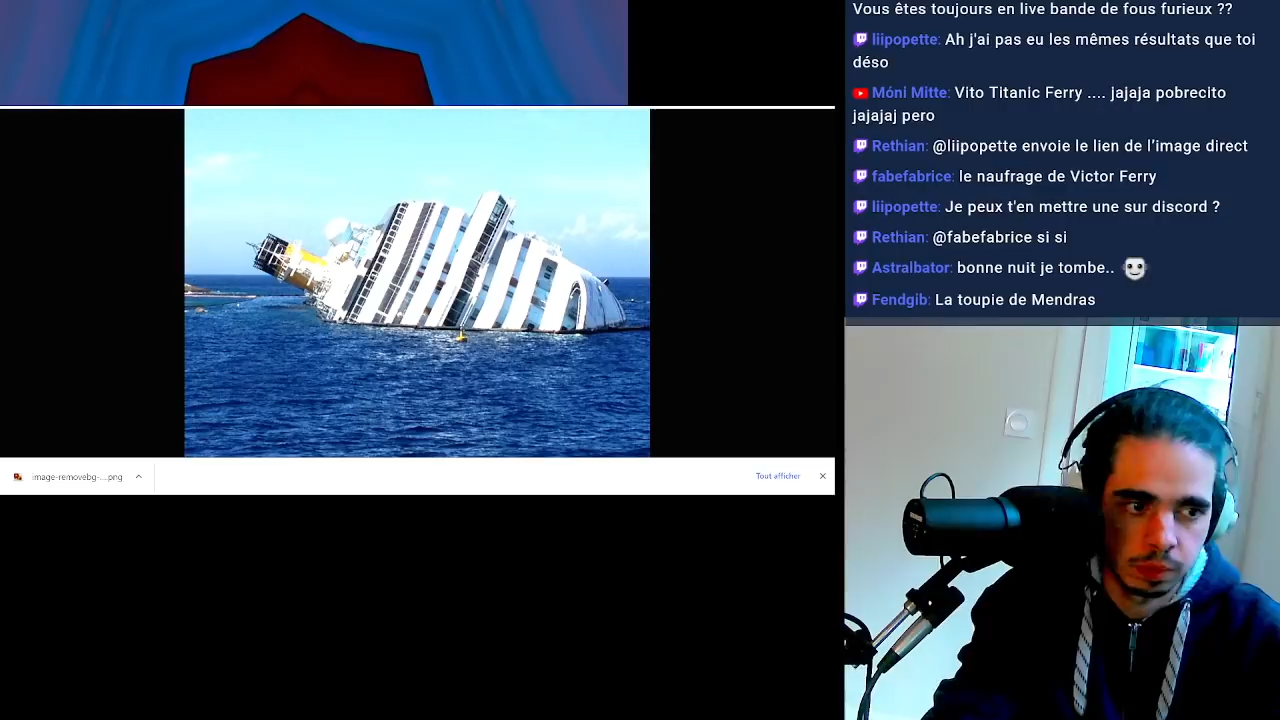 Vous êtes toujours en live bande de fous furieux ??
liipopette: Ah j'ai pas eu les mêmes résultats que toi
déso
Móni Mitte: Vito Titanic Ferry .... jajaja pobrecito
jajajaj pero
Rethian: @liipopette envoie le lien de l'image direct
fabefabrice: le naufrage de Victor Ferry
liipopette: Je peux t'en mettre une sur discord ?
Rethian: @fabefabrice si si
Astralbator: bonne nuit je tombe..
Fendgib: La toupie de Mendras
image-removebg-...png
Tout afficher